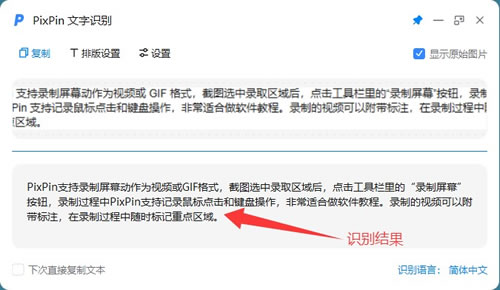 PixPin 文字识别
复制 排版设置 设置 显示原始图片
支持录制屏幕动作为视频或 GIF 格式，截图选中录取区域后，点击工具栏里的“录制屏幕”按钮，录制
Pin 支持记录鼠标点击和键盘操作，非常适合做软件教程。录制的视频可以附带标注，在录制过程中
区域。
PixPin支持录制屏幕动作为视频或GIF格式，截图选中录取区域后，点击工具栏里的“录制屏幕”
按钮，录制过程中PixPin支持记录鼠标点击和键盘操作，非常适合做软件教程。录制的视频可以附
带标注，在录制过程中随时标记重点区域。
识别结果
下次直接复制文本 识别语言： 简体中文